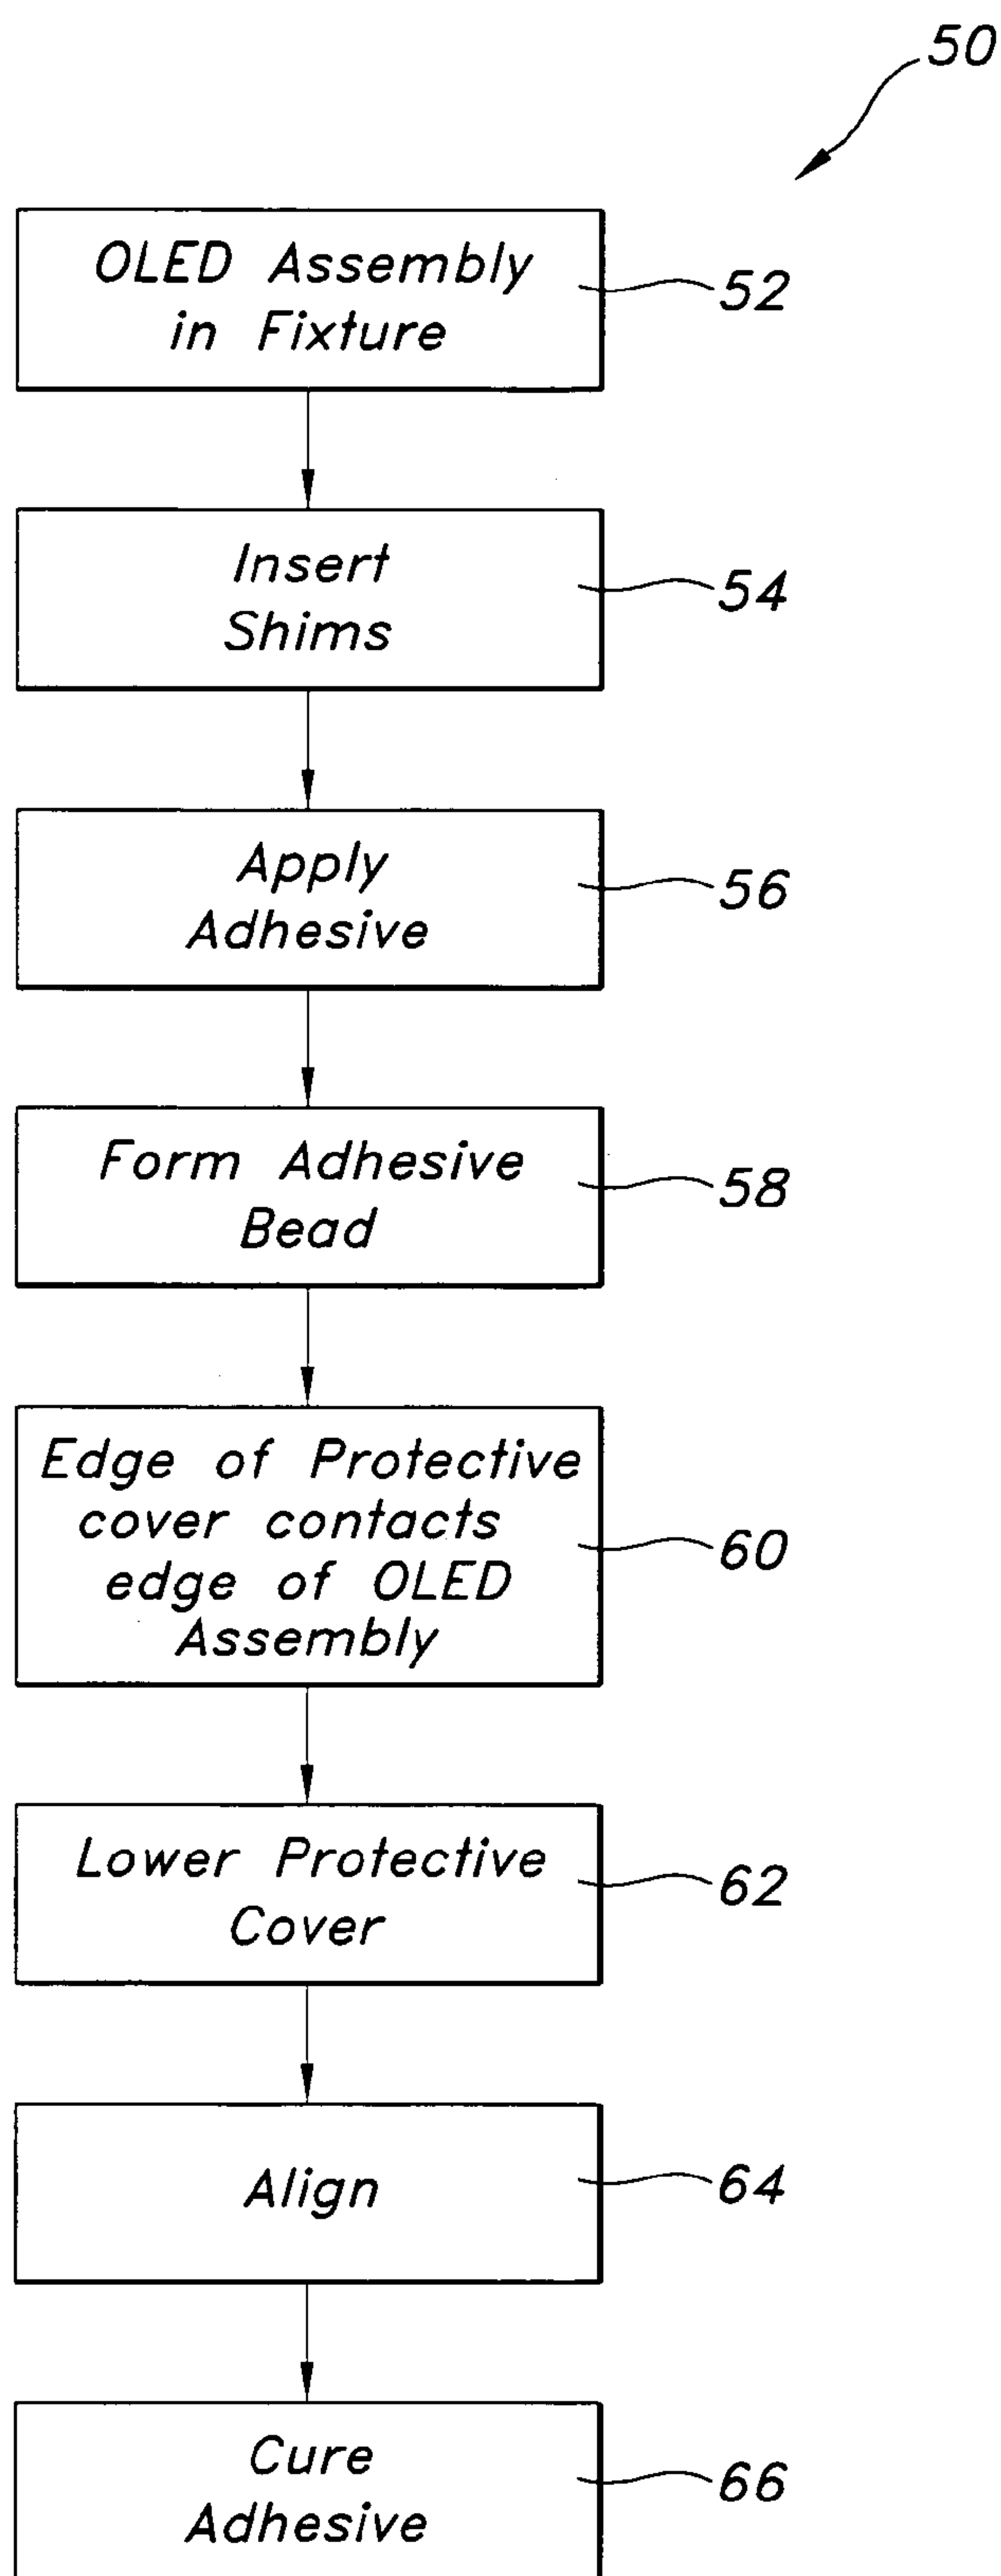 50
OLED Assembly
in Fixture
52
Insert
Shims
54
Apply
Adhesive
56
Form Adhesive
Bead
58
Edge of Protective
cover contacts
edge of OLED
Assembly
60
Lower Protective
Cover
62
Align
64
Cure
Adhesive
66